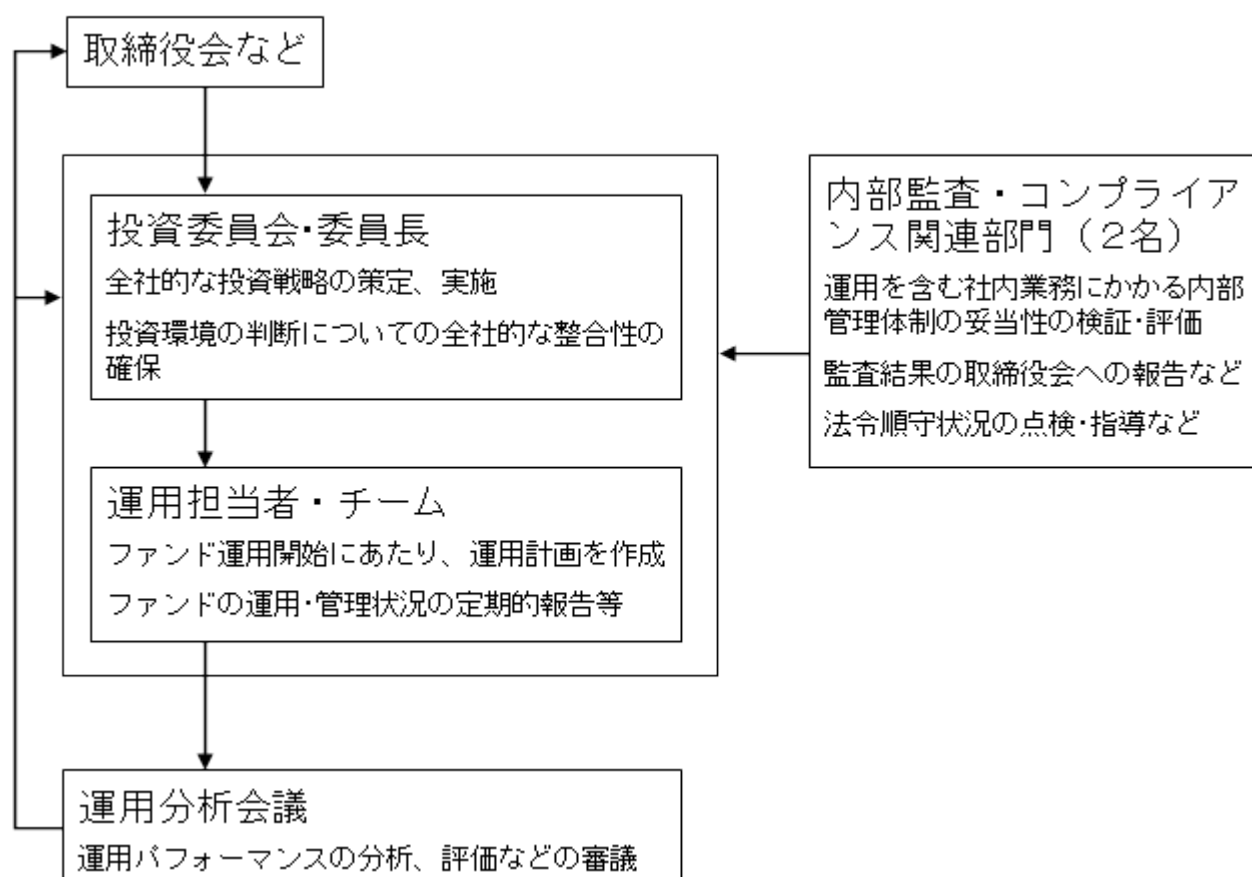 取締役会など
投資委員会・委員長
全社的な投資戦略の策定、実施
投資環境の判断についての全社的な整合性の
確保
運用担当者・チーム
ファンド運用開始にあたり、運用計画を作成
ファンドの運用・管理状況の定期的報告等
運用分析会議
運用パフォーマンスの分析、評価などの審議
内部監査・コンプライア
ンス関連部門（２名）
運用を含む社内業務にかかる内部
管理体制の妥当性の検証・評価
監査結果の取締役会への報告など
法令順守状況の点検・指導など